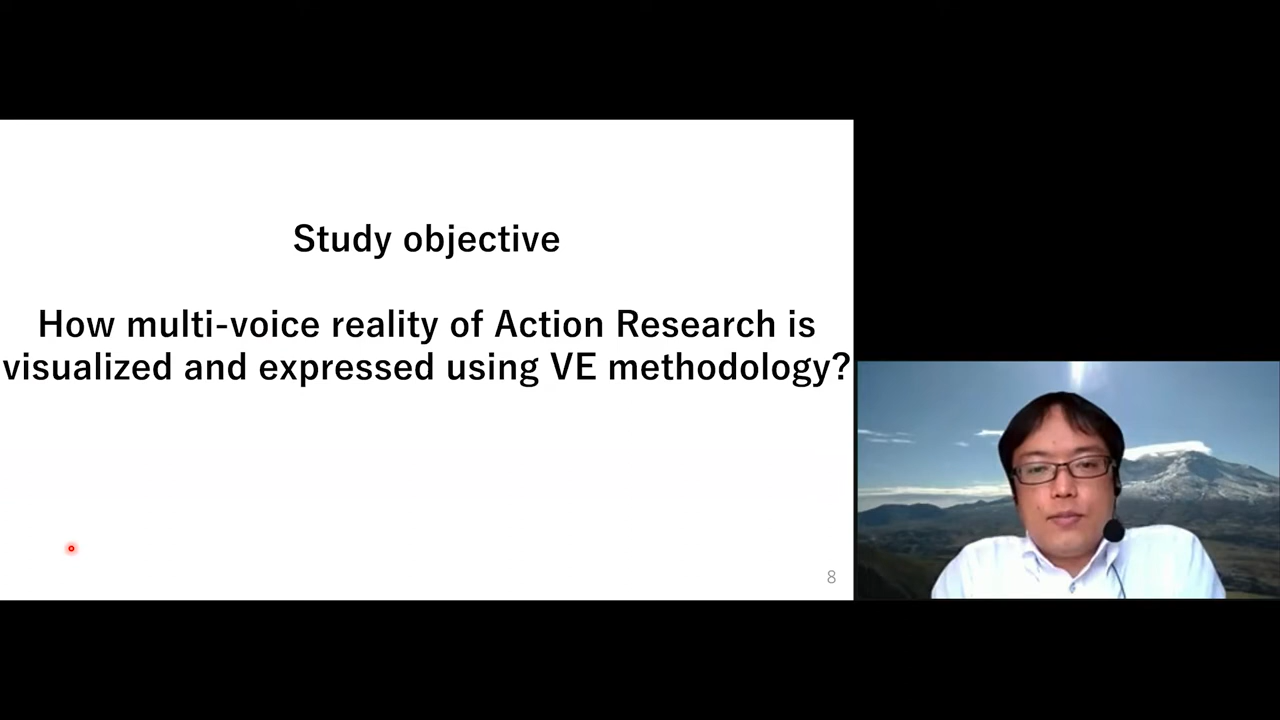 Study objective
How multi-voice reality of Action Research is
visualized and expressed using VE methodology?
8